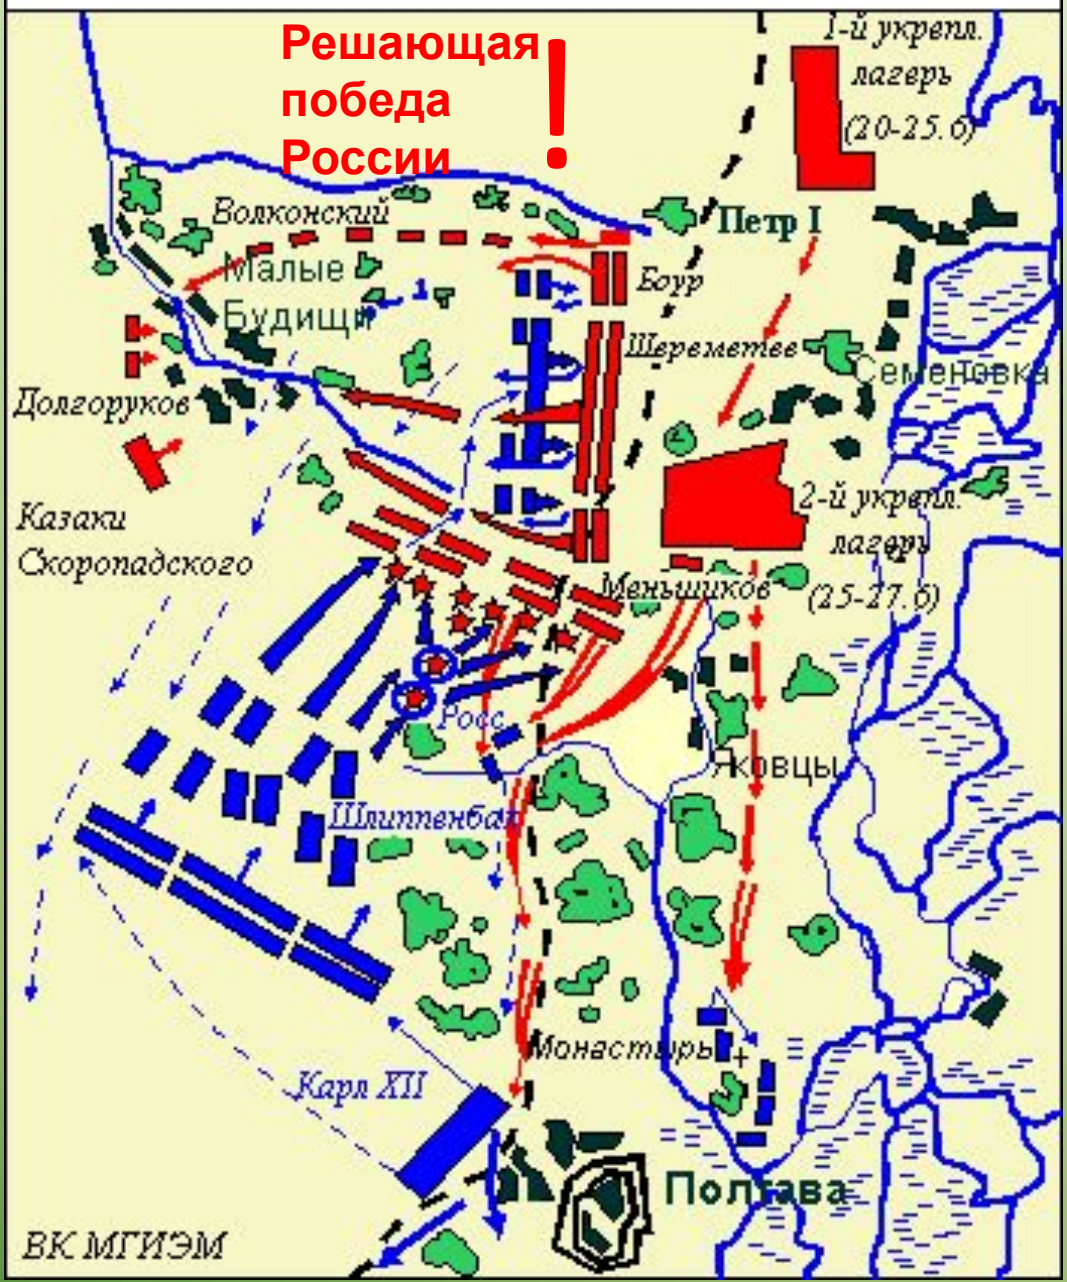 Решающая
победа
России
!
1-й укрепл.
лагерь
(20-25.6)
Волконский
Петр I
Малые
Будищи
1
Боур
Шереметев
Семеновка
Долгоруков
2-й укрепл.
лагерь
(25-27.6)
Казаки
Скоропадского
Меньшиков
Росс
Яковцы
Шлиппенбах
Монастырь
Карл XII
Полтава
ВК МГИЭМ